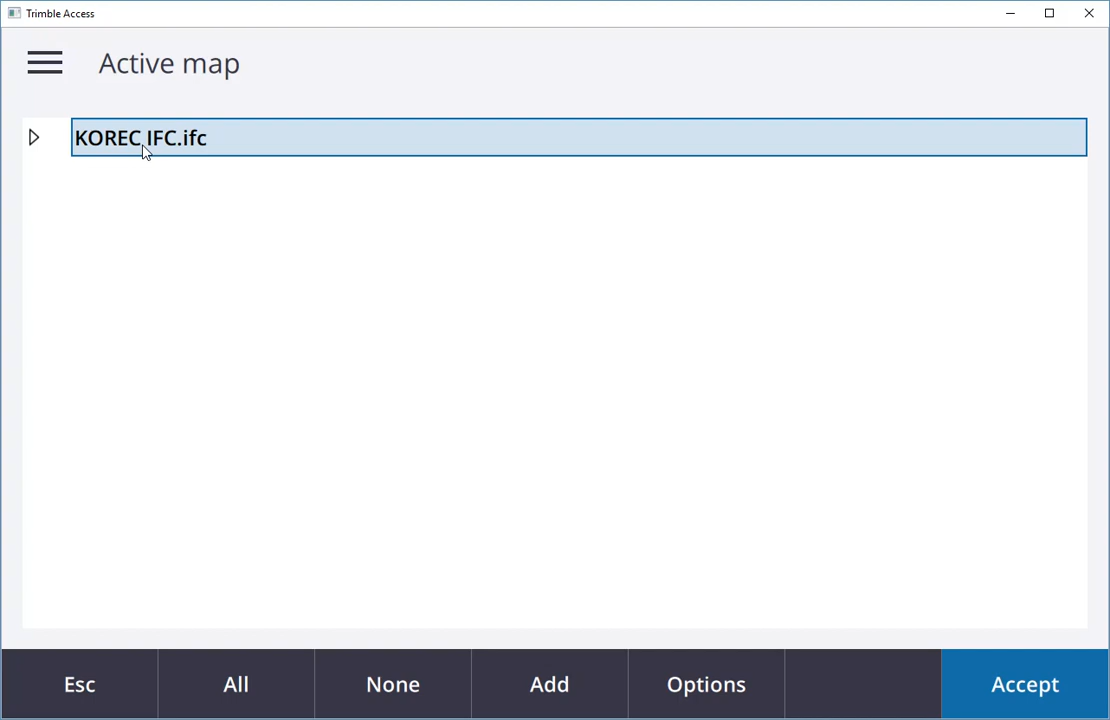 Trimble Access
Active map
KOREC IFC.ifc
Esc
All
None
Add
Options
Accept